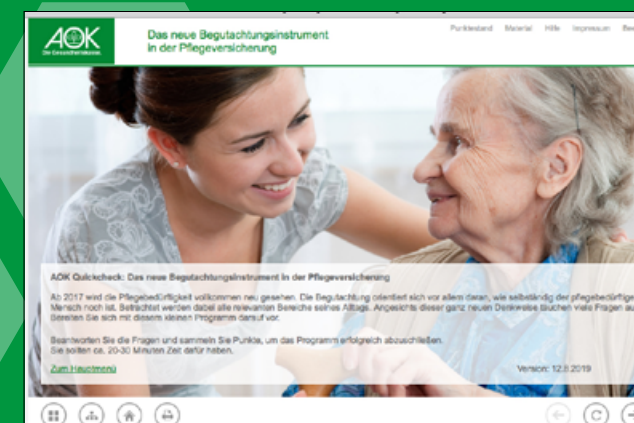 AOK
Die Gesundheitskasse.
Das neue Begutachtungsinstrument
in der Pflegeversicherung
Punktestand Material Hilfe Impressum
AOK Quickcheck: Das neue Begutachtungsinstrument in der Pflegeversicherung
Ab 2017 wird die Pflegebedürftigkeit vollkommen neu gesehen. Die Begutachtung orientiert sich vor allem daran, wie selbständig der pflegebedürftige
Mensch noch ist. Betrachtet werden dabei alle relevanten Bereiche seines Alltags. Angesichts dieser ganz neuen Denkweise tauchen viele Fragen auf.
Bereiten Sie sich mit diesem kleinen Programm darauf vor.
Beantworten Sie die Fragen und sammeln Sie Punkte, um das Programm erfolgreich abzuschließen.
Sie sollten ca. 20-30 Minuten Zeit dafür haben.
Zum Hauptmenü
Version: 12.8.2019